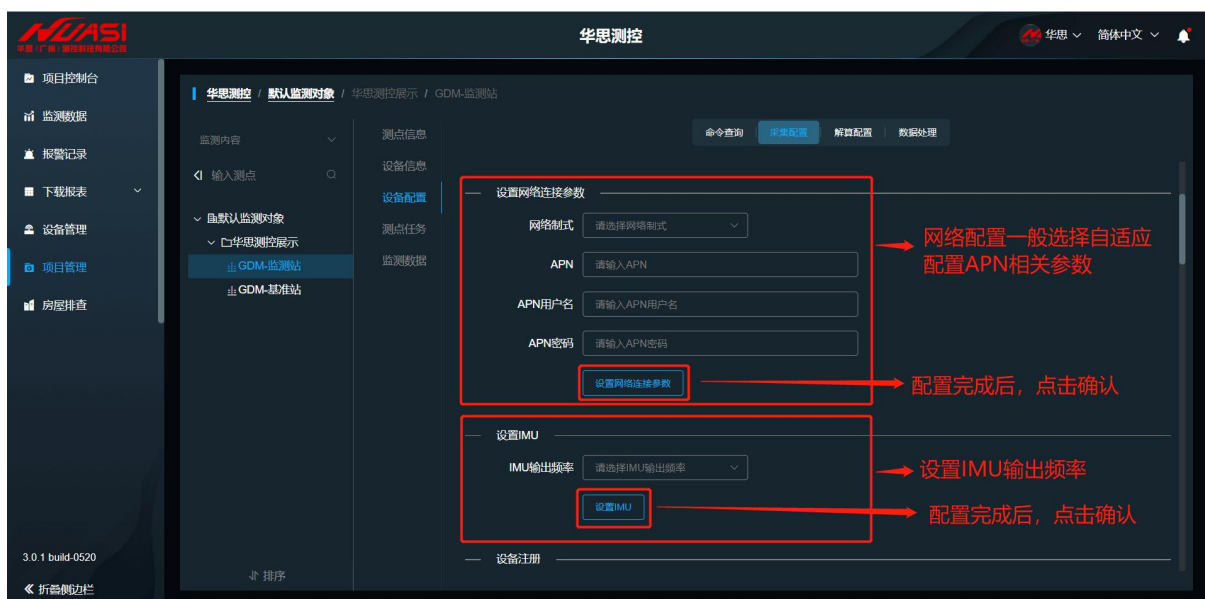 HUASI
华思(广州)测控科技有限公司
华思测控
华思
简体中文
项目控制台
监测数据
报警记录
下载报表
设备管理
项目管理
房屋排查
3.0.1 build-0520
折叠侧边栏
华思测控 / 默认监测对象 / 华思测控展示 / GDM-监测站
监测内容
输入测点
默认监测对象
华思测控展示
GDM-监测站
GDM-基准站
排序
测点信息
设备信息
设备配置
测点任务
监测数据
命令查询 采集配置 解算配置 数据处理
设置网络连接参数
网络制式 请选择网络制式
APN 请输入APN
APN用户名 请输入APN用户名
APN密码 请输入APN密码
设置网络连接参数
网络配置一般选择自适应
配置APN相关参数
配置完成后，点击确认
设置IMU
IMU输出频率 请选择IMU输出频率
设置IMU
设置IMU输出频率
配置完成后，点击确认
设备注册